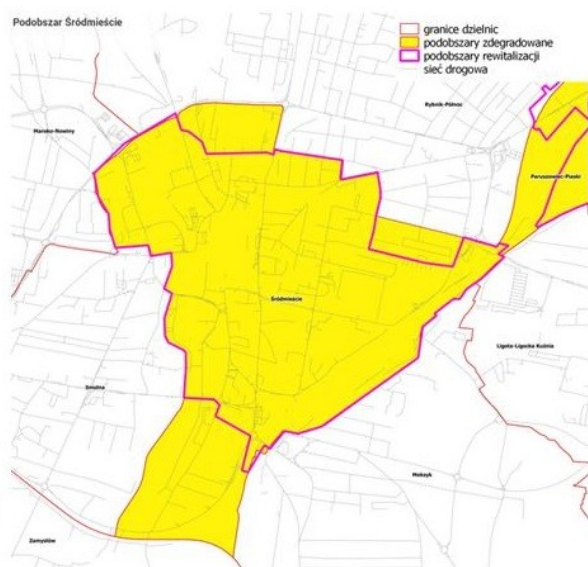 Podobszar Śródmieście
granice dzielnic
podobszary zdegradowane
podobszary rewitalizacji
sieć drogowa
Rybnik-Północ
Maroko-Nowiny
Paruszowiec-Piaski
Śródmieście
Ligota-Ligocka Kuźnia
Smolna
Meksyk
Zamysłów